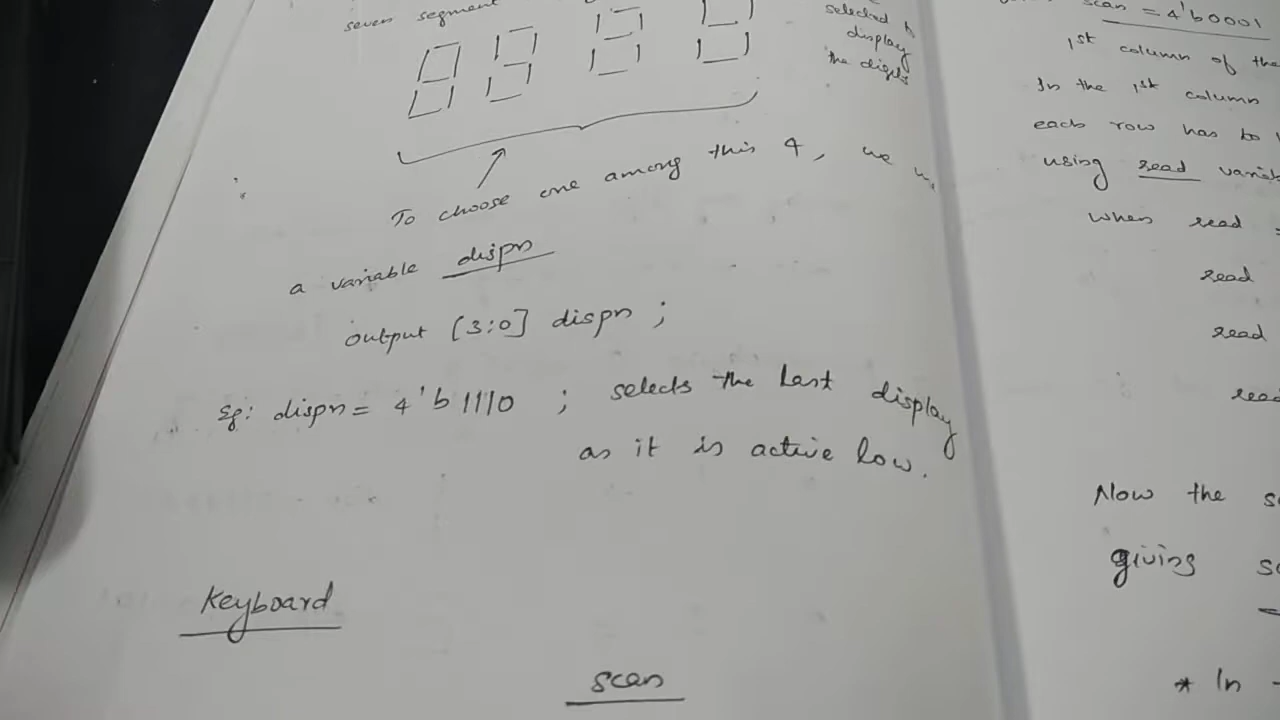 seven segment
selected
display
the digits
To choose one among this 4, we
a variable dispn
output [3:0] dispn ;
Eg: dispn = 4'b1110 ; selects the last display
as it is active low.
Keyboard
scan
scan = 4'b0001
1st column of the
In the 1st column
each row has to
using read
when read =
read
read
read
Now the
giving
* In